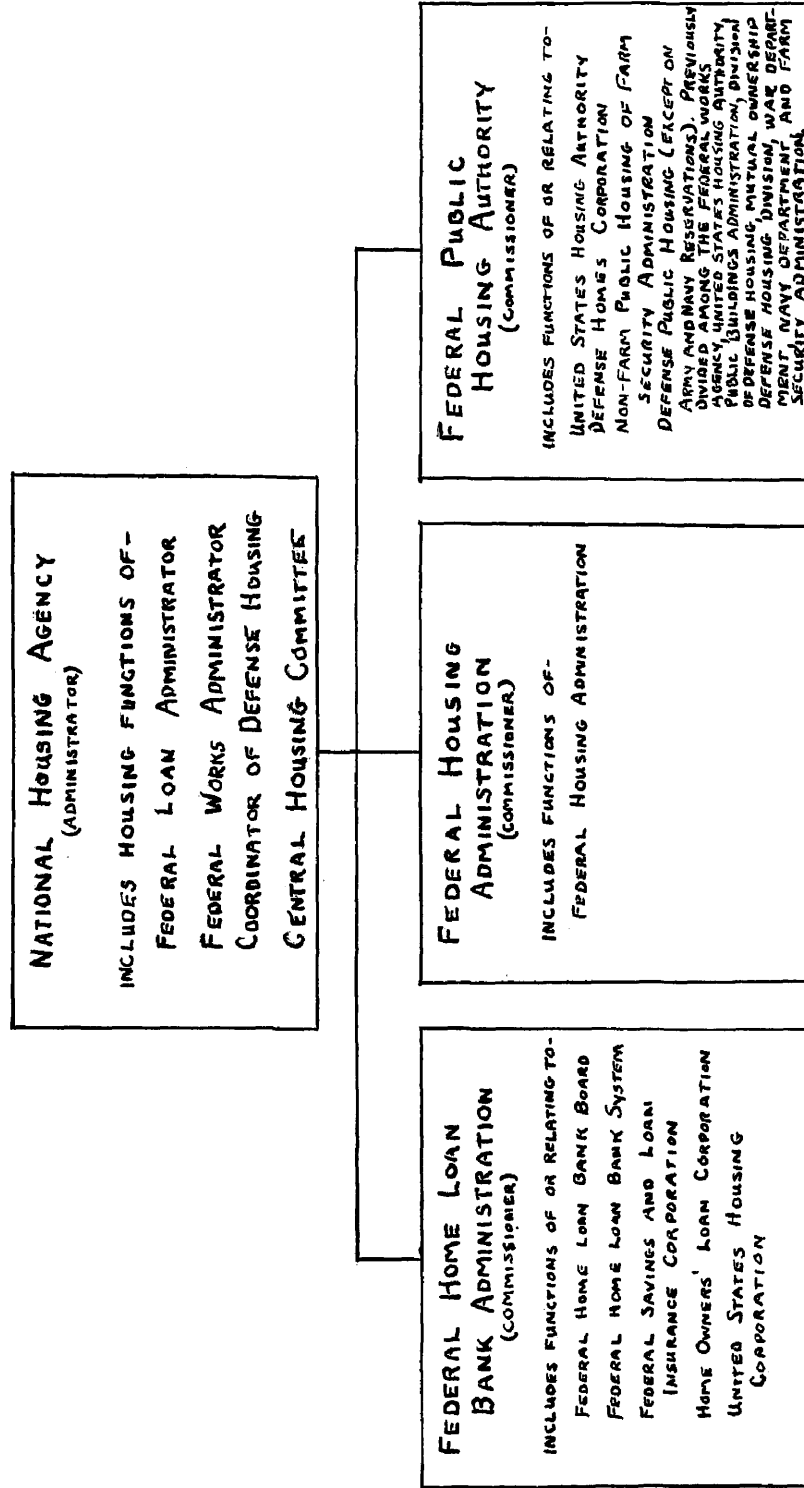 NATIONAL HOUSING AGENCY
(ADMINISTRATOR)
INCLUDES HOUSING FUNCTIONS OF-
FEDERAL LOAN ADMINISTRATOR
FEDERAL WORKS ADMINISTRATOR
COORDINATOR OF DEFENSE HOUSING
CENTRAL HOUSING COMMITTEE
FEDERAL HOME LOAN
BANK ADMINISTRATION
(COMMISSIONER)
INCLUDES FUNCTIONS OF OR RELATING TO-
FEDERAL HOME LOAN BANK BOARD
FEDERAL HOME LOAN BANK SYSTEM
FEDERAL SAVINGS AND LOAN
INSURANCE CORPORATION
HOME OWNERS' LOAN CORPORATION
UNITED STATES HOUSING
CORPORATION
FEDERAL HOUSING
ADMINISTRATION
(COMMISSIONER)
INCLUDES FUNCTIONS OF-
FEDERAL HOUSING ADMINISTRATION
FEDERAL PUBLIC
HOUSING AUTHORITY
(COMMISSIONER)
INCLUDES FUNCTIONS OF OR RELATING TO-
UNITED STATES HOUSING AUTHORITY
DEFENSE HOMES CORPORATION
NON-FARM PUBLIC HOUSING OF FARM
SECURITY ADMINISTRATION
DEFENSE PUBLIC HOUSING (EXCEPT ON
ARMY AND NAVY RESERVATIONS). PREVIOUSLY
DIVIDED AMONG THE FEDERAL WORKS
AGENCY, UNITED STATES HOUSING AUTHORITY,
PUBLIC BUILDINGS ADMINISTRATION, DIVISION
OF DEFENSE HOUSING, MUTUAL OWNERSHIP
DEFENSE HOUSING DIVISION, WAR DEPART-
MENT NAVY DEPARTMENT AND FARM
SECURITY ADMINISTRATION